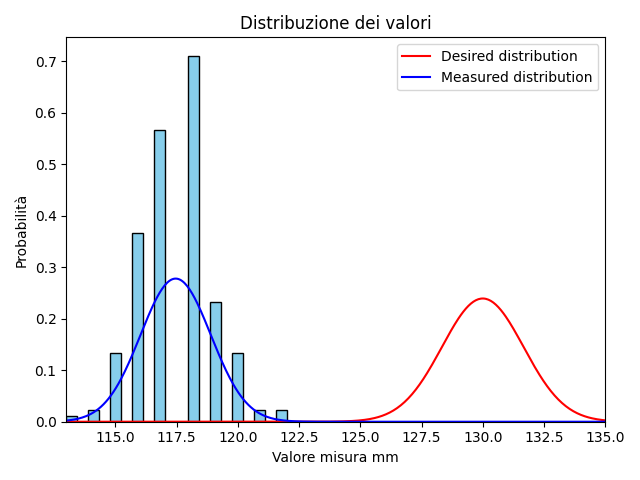 Distribuzione dei valori
Desired distribution
Measured distribution
Probabilità
0.7
0.6
0.5
0.4
0.3
0.2
0.1
0.0
115.0 117.5 120.0 122.5 125.0 127.5 130.0 132.5 135.0
Valore misura mm